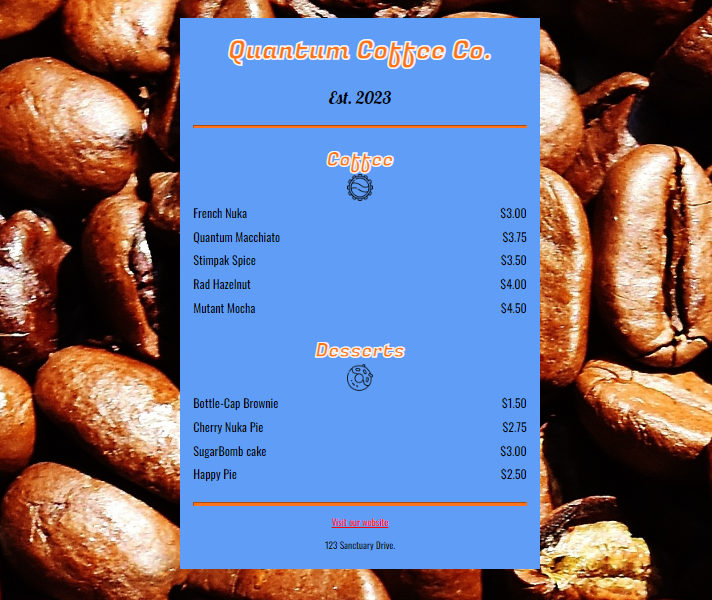 Quantum Coffee Co.
Est. 2023
Coffee
French Nuka $3.00
Quantum Macchiato $3.75
Stimpak Spice $3.50
Rad Hazelnut $4.00
Mutant Mocha $4.50
Desserts
Bottle-Cap Brownie $1.50
Cherry Nuka Pie $2.75
SugarBomb cake $3.00
Happy Pie $2.50
Visit our website
123 Sanctuary Drive.